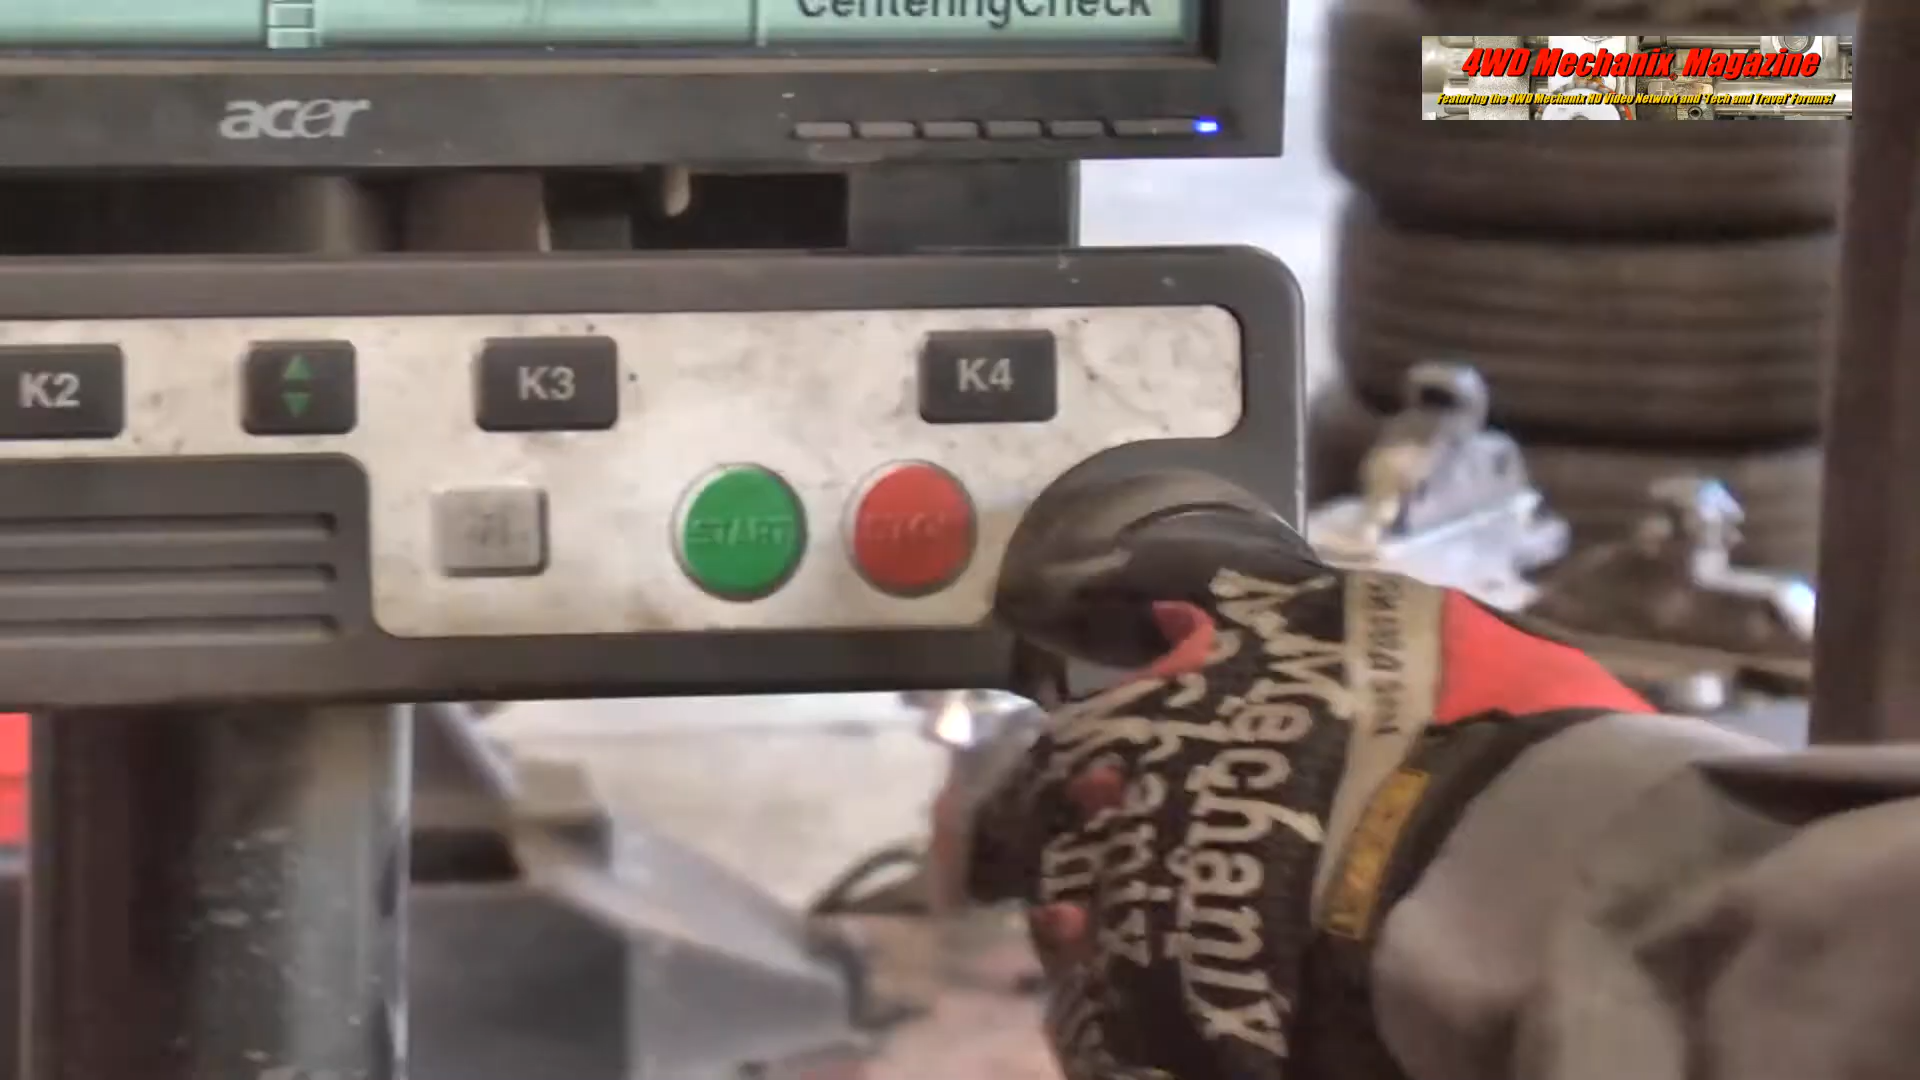 CenteringCheck
4WD Mechanix Magazine
Featuring the 4WD Mechanix HD Video Network and 'Tech and Travel' Forums!
acer
K2
K3
K4
START
STOP
Mechanix